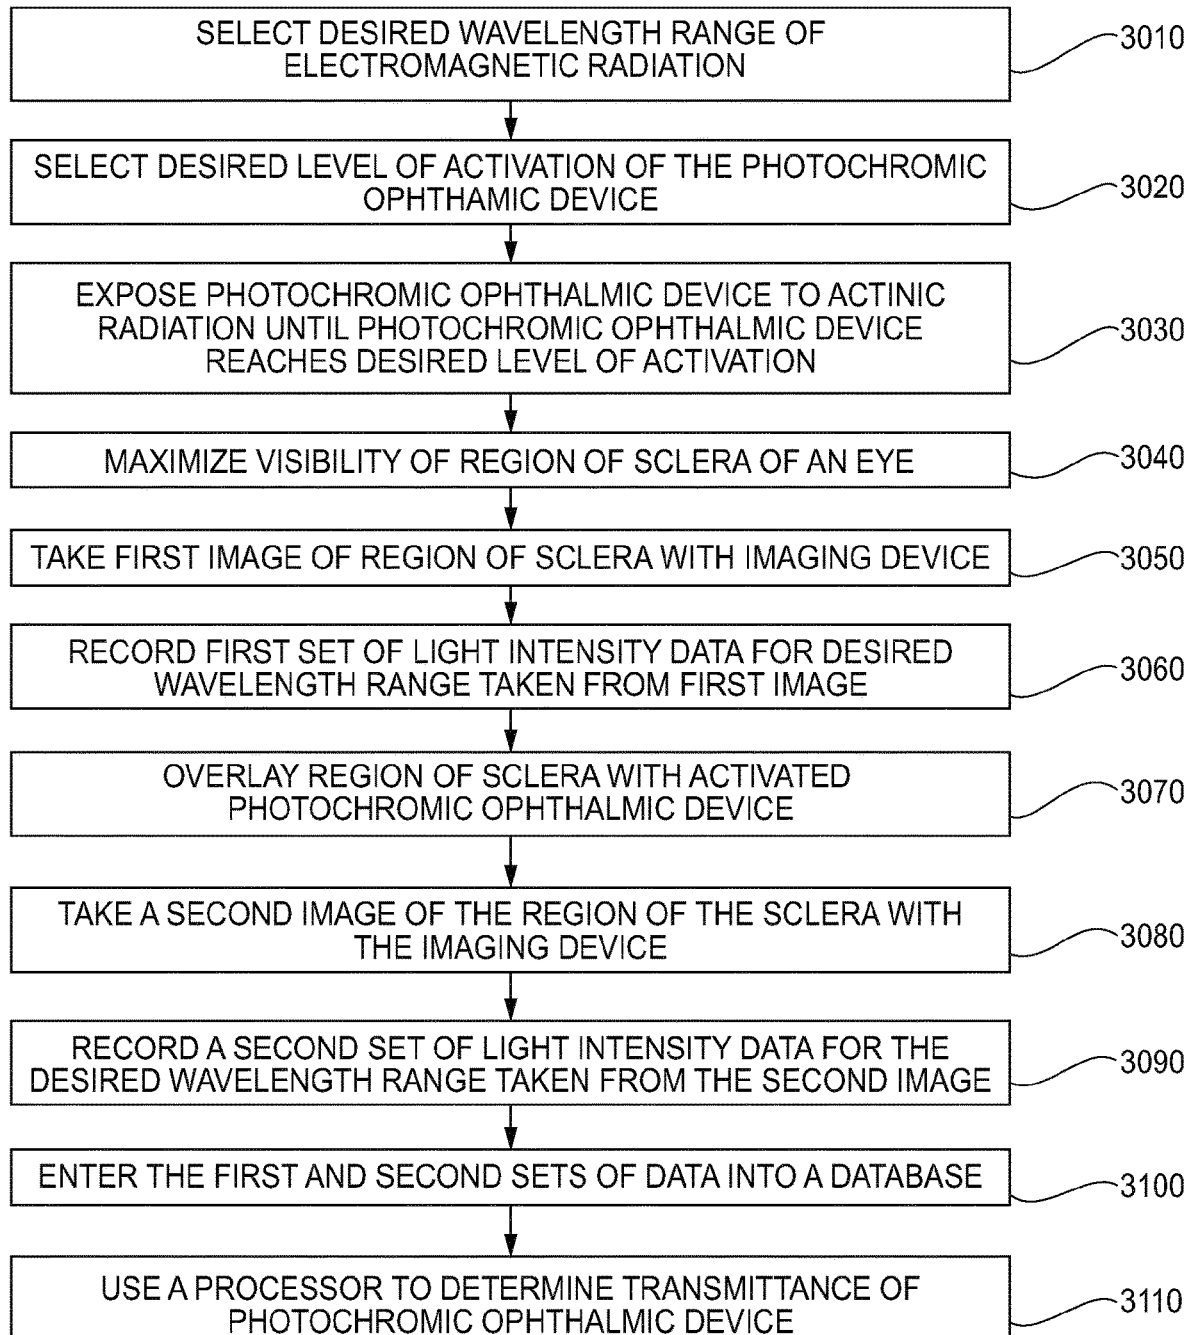 SELECT DESIRED WAVELENGTH RANGE OF
ELECTROMAGNETIC RADIATION
3010
SELECT DESIRED LEVEL OF ACTIVATION OF THE PHOTOCHROMIC
OPHTHAMIC DEVICE
3020
EXPOSE PHOTOCHROMIC OPHTHALMIC DEVICE TO ACTINIC
RADIATION UNTIL PHOTOCHROMIC OPHTHALMIC DEVICE
REACHES DESIRED LEVEL OF ACTIVATION
3030
MAXIMIZE VISIBILITY OF REGION OF SCLERA OF AN EYE
3040
TAKE FIRST IMAGE OF REGION OF SCLERA WITH IMAGING DEVICE
3050
RECORD FIRST SET OF LIGHT INTENSITY DATA FOR DESIRED
WAVELENGTH RANGE TAKEN FROM FIRST IMAGE
3060
OVERLAY REGION OF SCLERA WITH ACTIVATED
PHOTOCHROMIC OPHTHALMIC DEVICE
3070
TAKE A SECOND IMAGE OF THE REGION OF THE SCLERA WITH
THE IMAGING DEVICE
3080
RECORD A SECOND SET OF LIGHT INTENSITY DATA FOR THE
DESIRED WAVELENGTH RANGE TAKEN FROM THE SECOND IMAGE
3090
ENTER THE FIRST AND SECOND SETS OF DATA INTO A DATABASE
3100
USE A PROCESSOR TO DETERMINE TRANSMITTANCE OF
PHOTOCHROMIC OPHTHALMIC DEVICE
3110